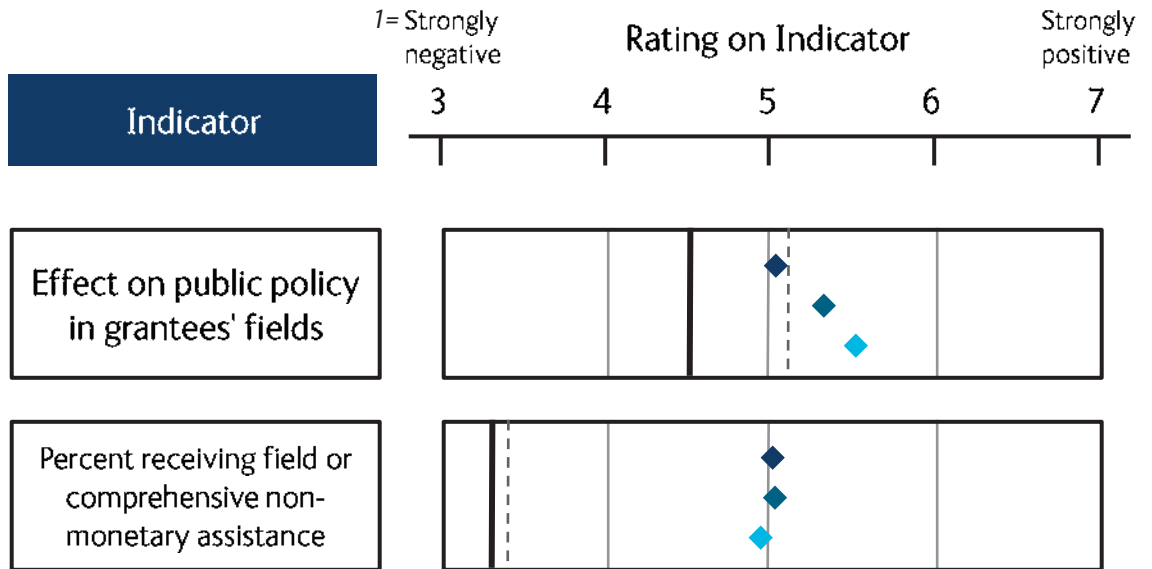 1= Strongly
negative
Rating on Indicator
Strongly
positive
Indicator
3 4 5 6 7
Effect on public policy
in grantees' fields
Percent receiving field or
comprehensive non-
monetary assistance